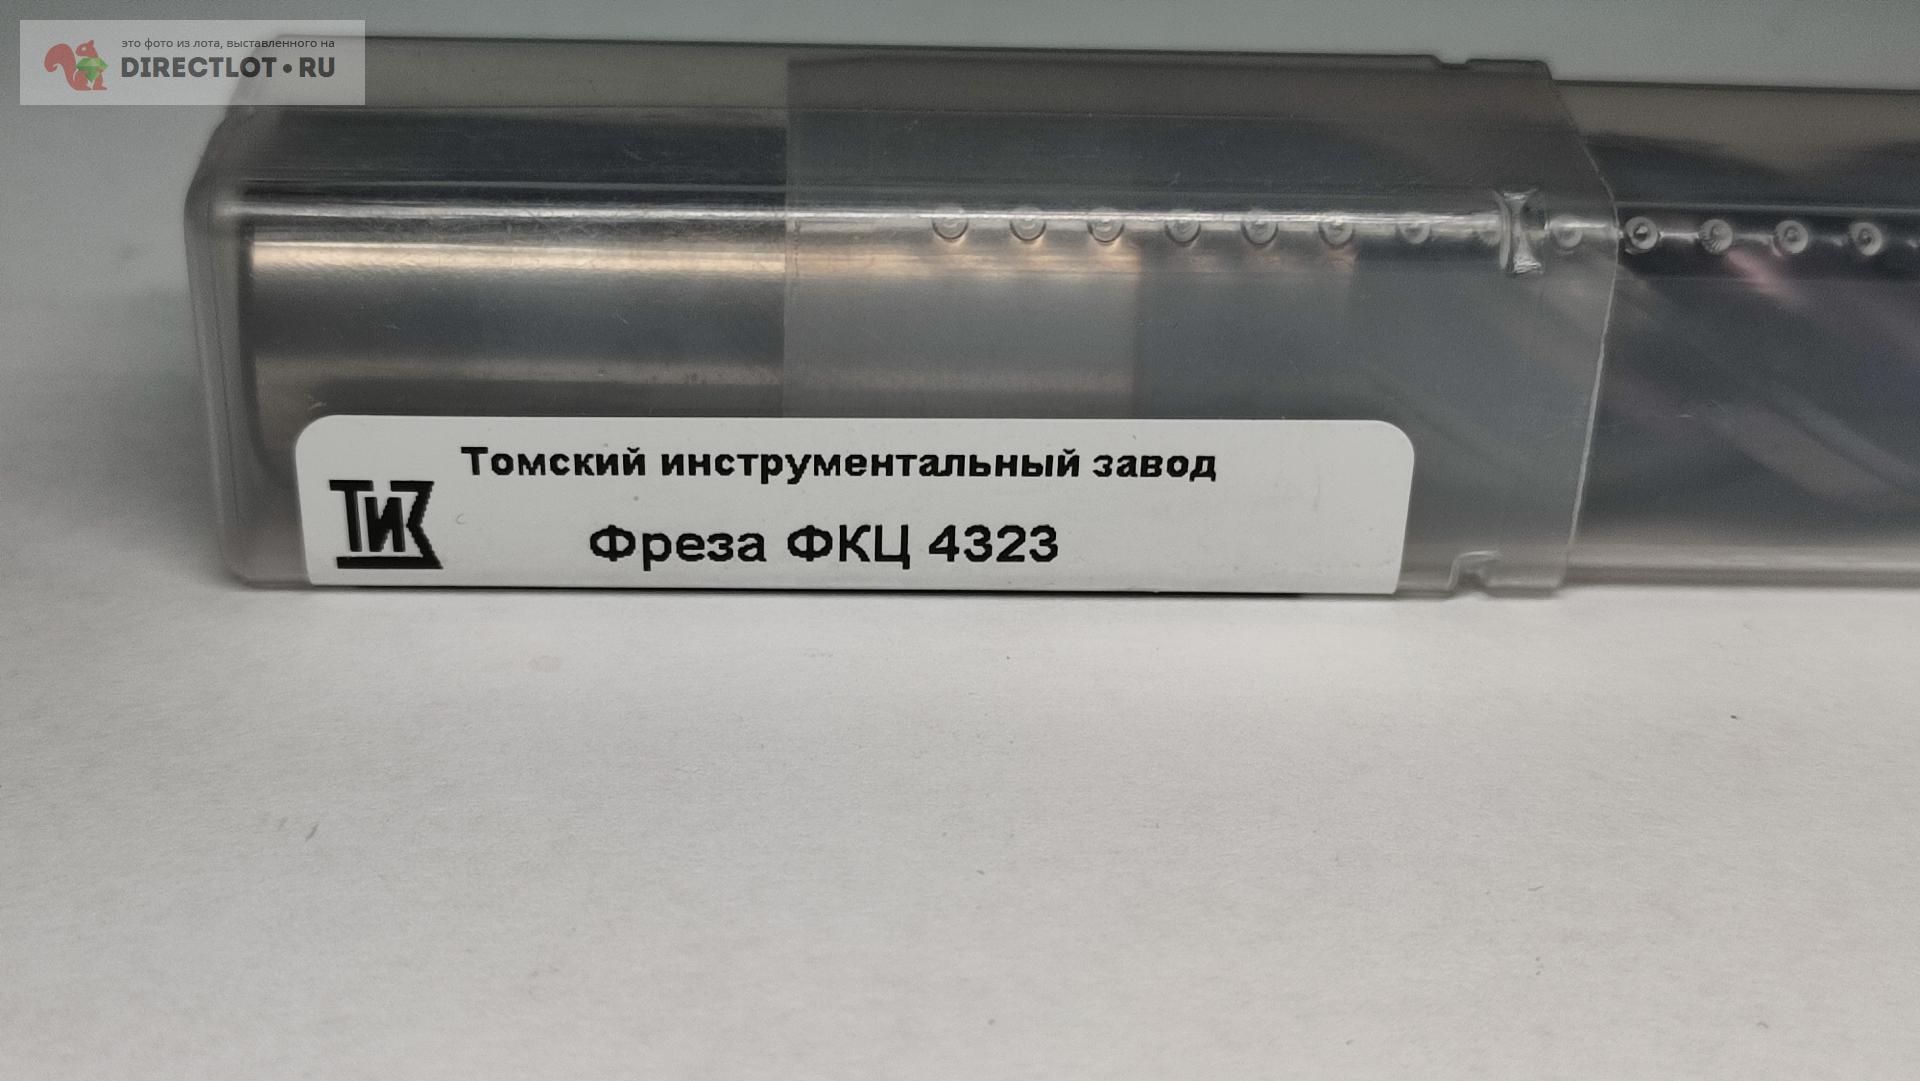 это фото из лота, выставленного на
DIRECTLOT•RU
Томский инструментальный завод
ТИЗ
Фреза ФКЦ 4323